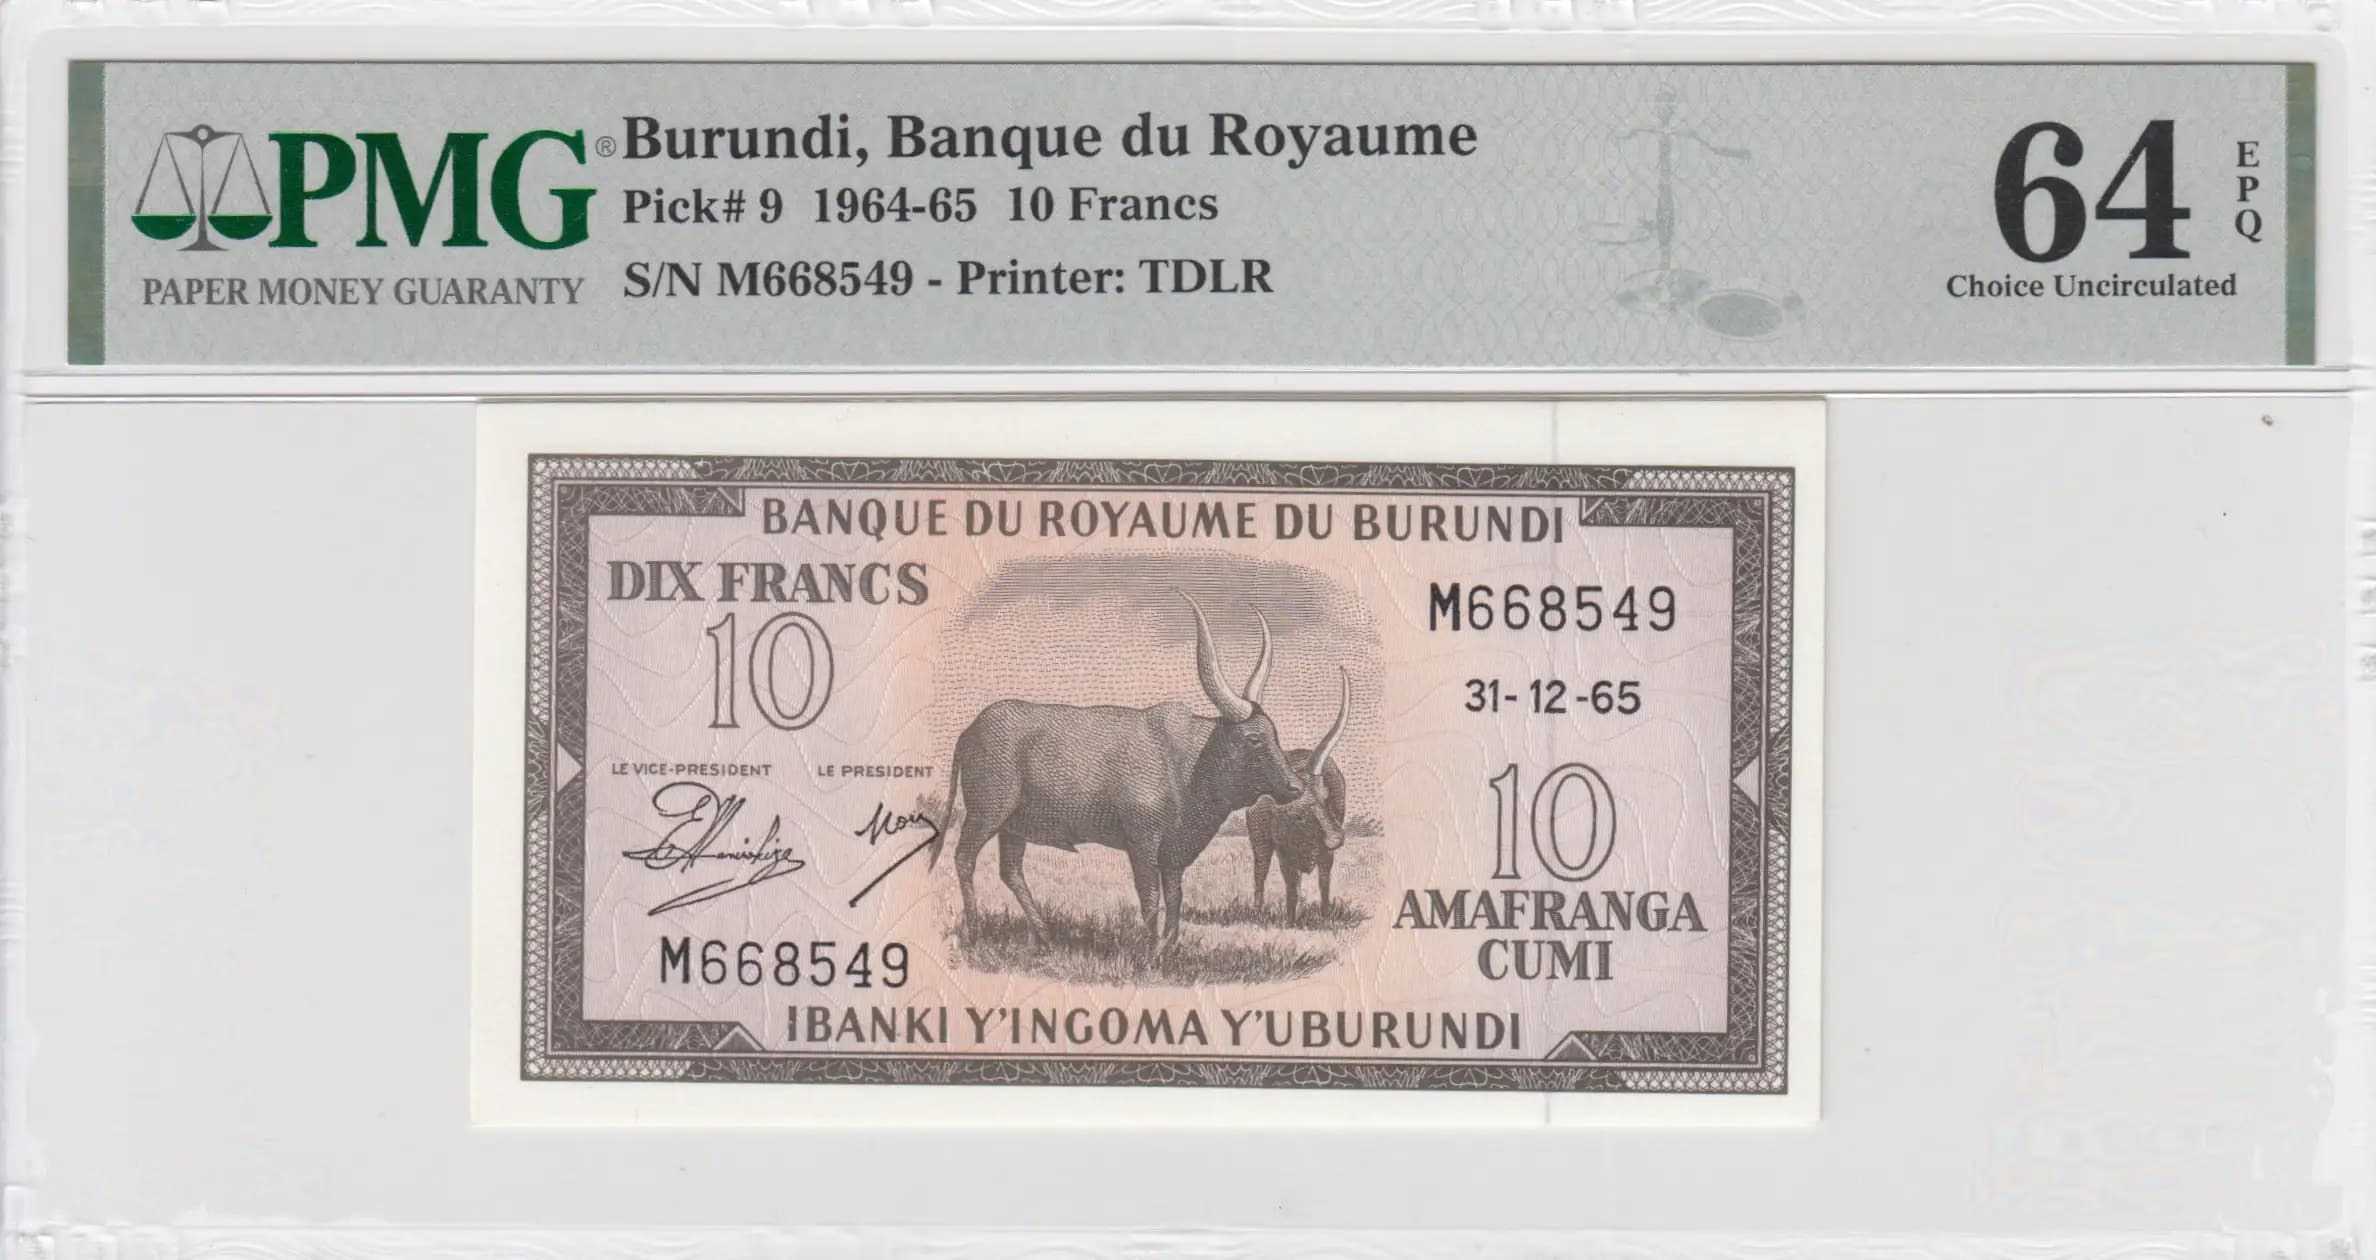 PMG®
PAPER MONEY GUARANTY
Burundi, Banque du Royaume
Pick# 9 1964-65 10 Francs
S/N M668549 - Printer: TDLR
64
EPQ
Choice Uncirculated
BANQUE DU ROYAUME DU BURUNDI
DIX FRANCS
10
M668549
31-12-65
LE VICE-PRESIDENT LE PRESIDENT
10
AMAFRANGA
CUMI
M668549
IBANKI Y'INGOMA Y'UBURUNDI